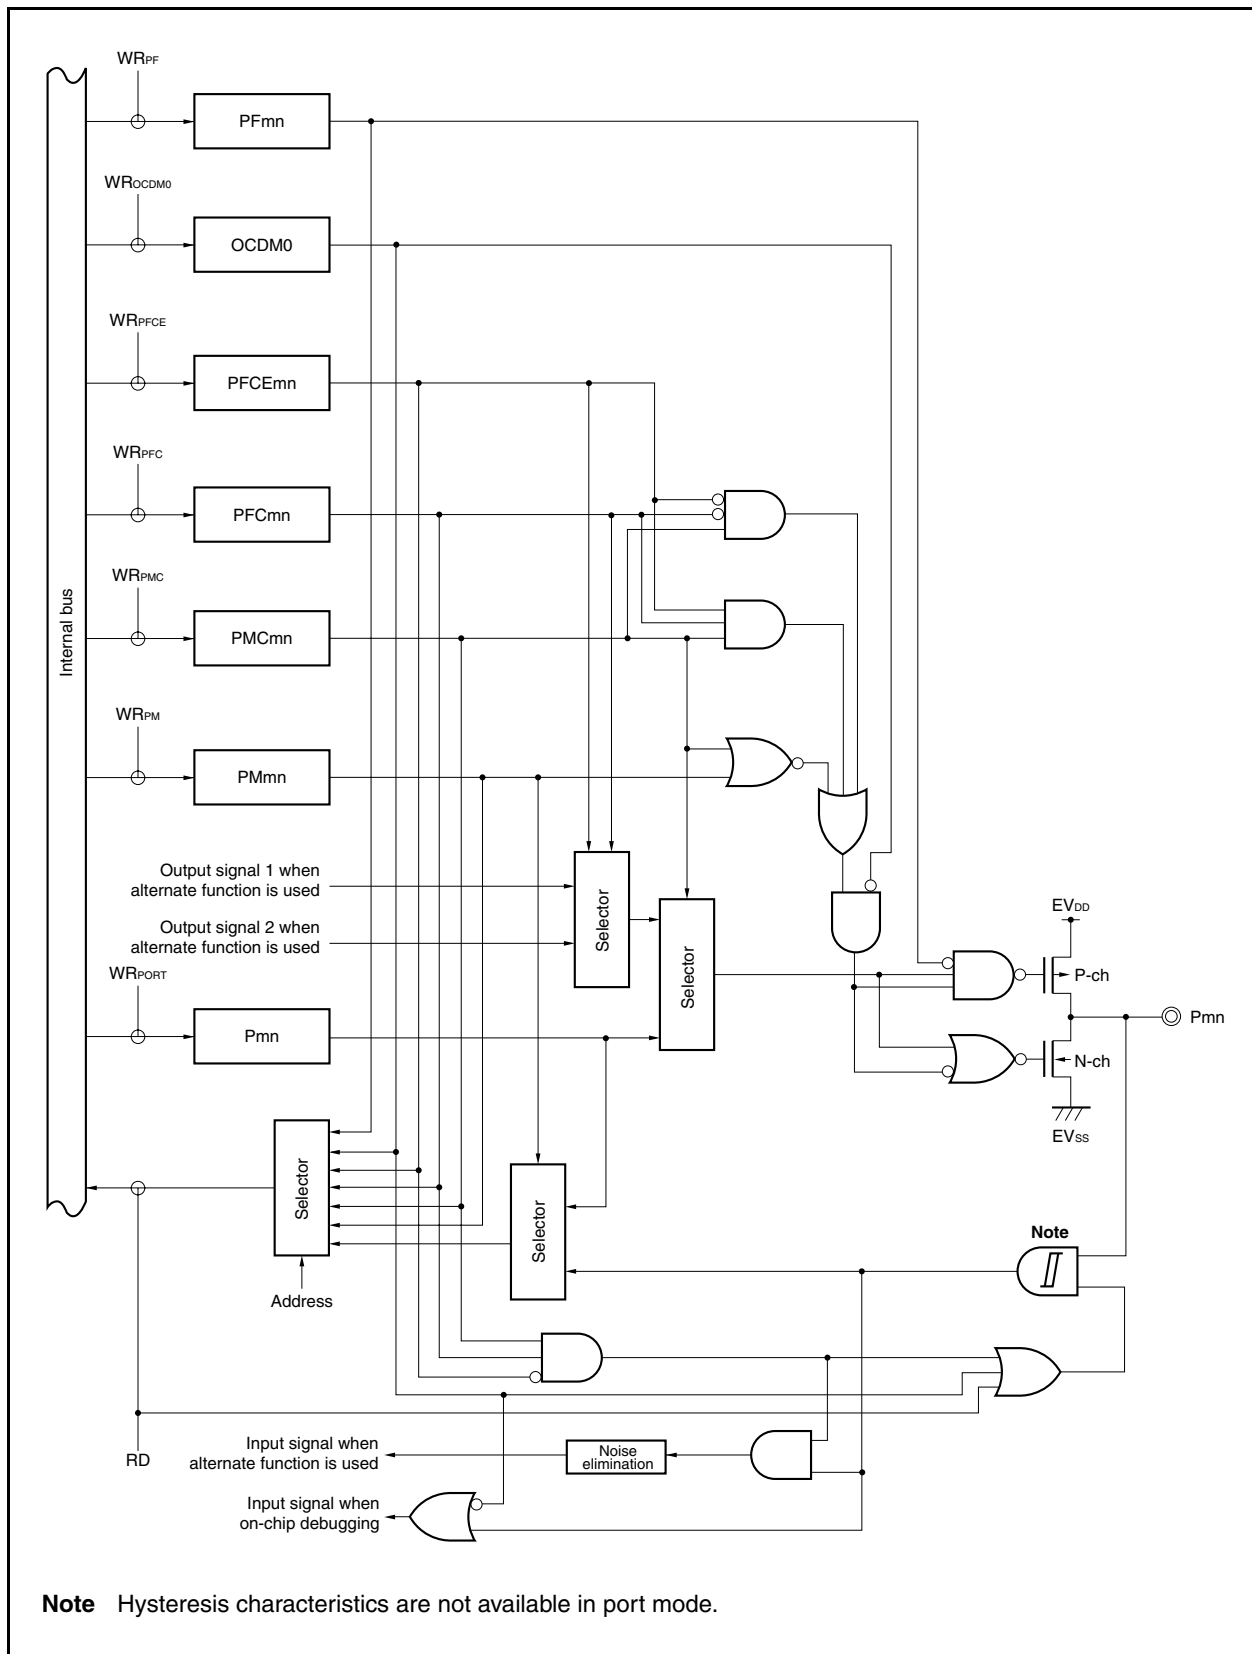 WRPF
PFmn
WROCDM0
OCDM0
WRPFCE
PFCEmn
WRPFC
PFCmn
WRPMC
Internal bus
PMCmn
WRPM
PMmn
Output signal 1 when
alternate function is used
Output signal 2 when
alternate function is used
Selector
Selector
EVDD
P-ch
WRPORT
Pmn
Pmn
N-ch
EVSS
Selector
Selector
Note
Address
RD
Input signal when
alternate function is used
Noise
elimination
Input signal when
on-chip debugging
Note Hysteresis characteristics are not available in port mode.